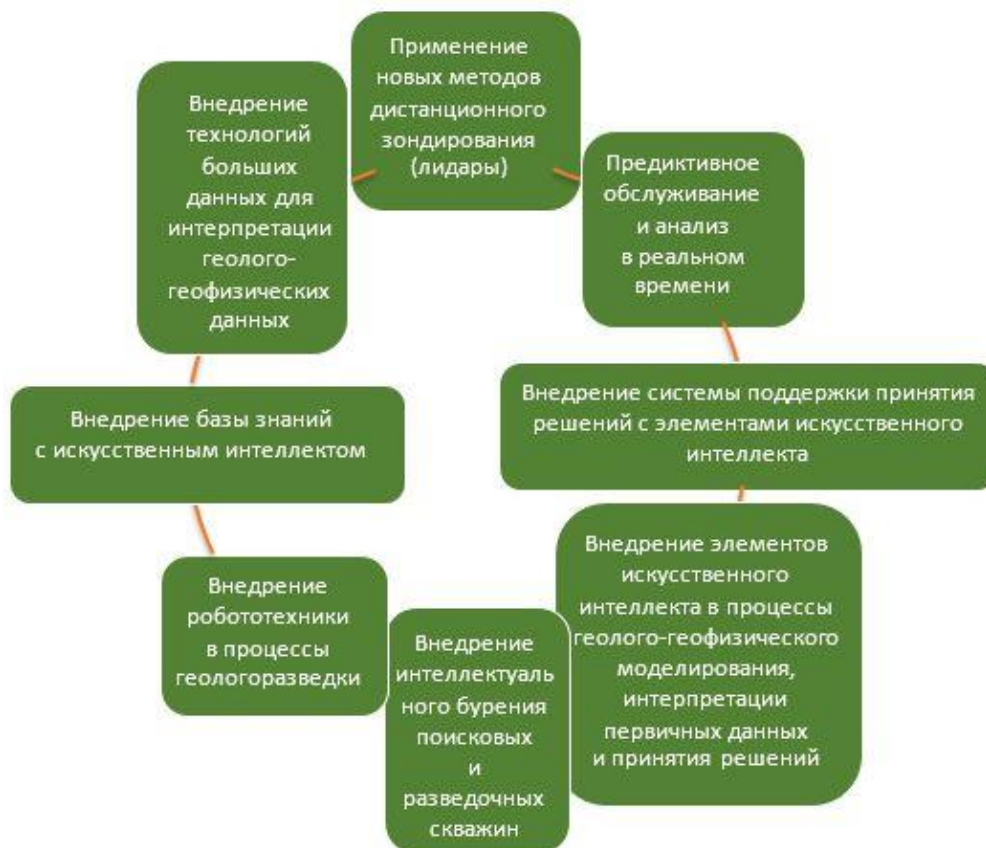 Применение
новых методов
дистанционного
зондирования
(лидары)
Предиктивное
обслуживание
и анализ
в реальном
времени
Внедрение системы поддержки принятия
решений с элементами искусственного
интеллекта
Внедрение элементов
искусственного
интеллекта в процессы
геолого-геофизического
моделирования,
интерпретации
первичных данных
и принятия решений
Внедрение
интеллектуаль
ного бурения
поисковых
и
разведочных
скважин
Внедрение
робототехники
в процессы
геологоразведки
Внедрение базы знаний
с искусственным интеллектом
Внедрение
технологий
больших
данных для
интерпретации
геолого-
геофизических
данных